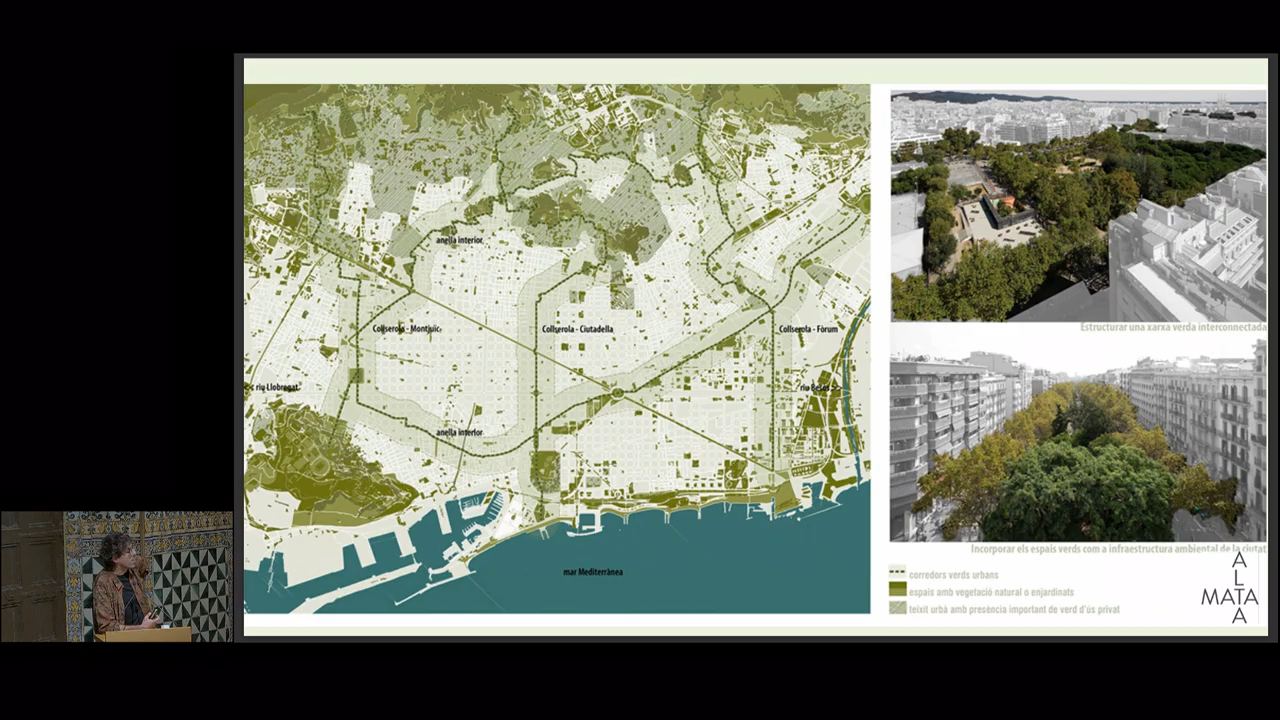 anella interior
Collserola - Montjuïc
Collserola - Ciutadella
Collserola - Fòrum
< riu Llobregat
riu Besòs >
anella interior
mar Mediterrània
Estructurar una xarxa verda interconnectada
Incorporar els espais verds com a infraestructura ambiental de la ciutat
corredors verds urbans
espais amb vegetació natural o enjardinats
teixit urbà amb presència important de verd d'ús privat
ALMATA
MATA